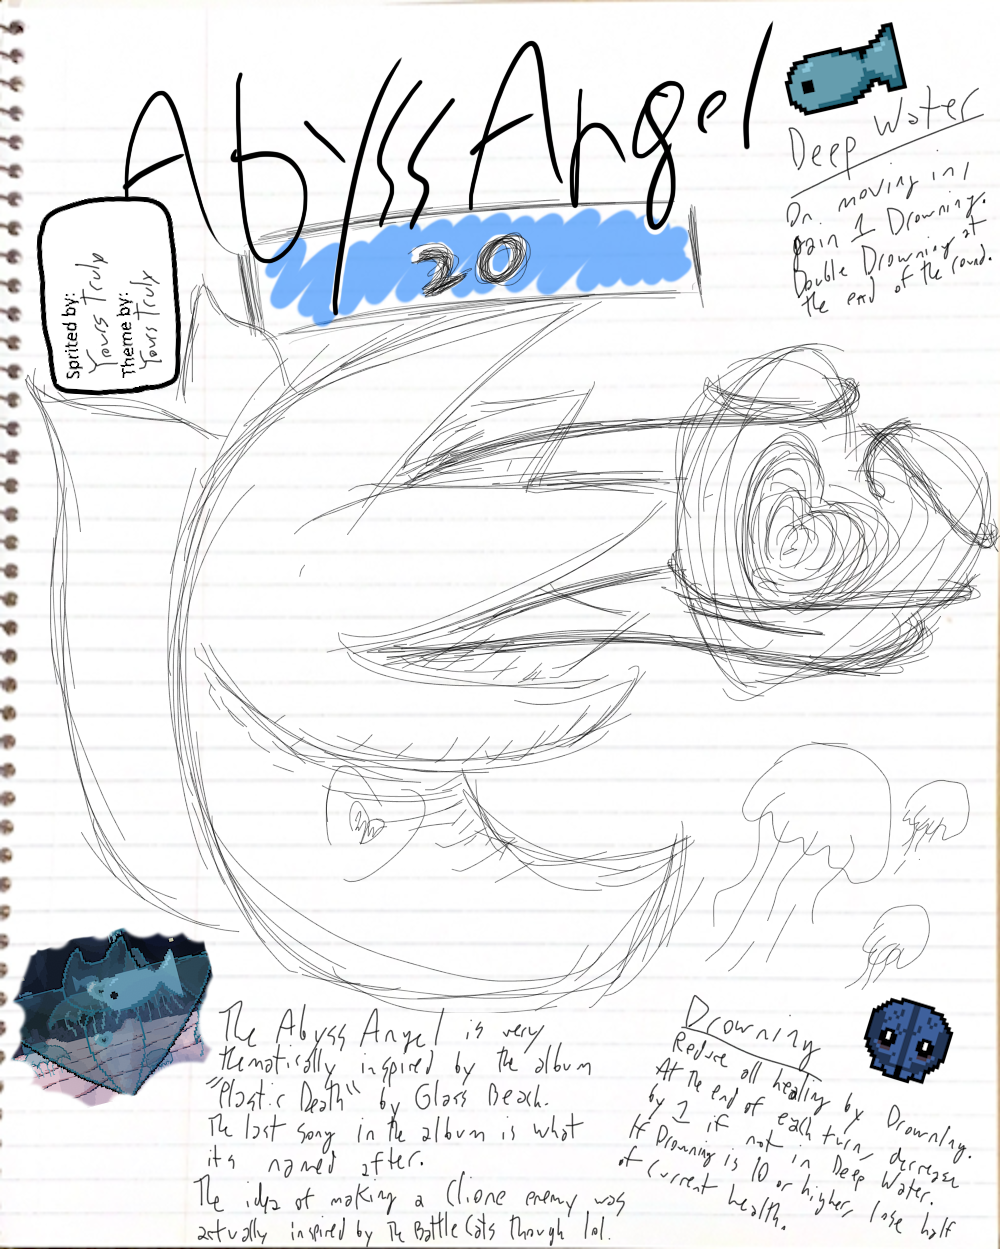 Abyss Angel
20
Sprited by:
Yours Truly
Theme by:
Yours Truly
Deep Water
On moving in,
gain 1 Drowning.
Double Drowning at
the end of the round.
The Abyss Angel is very
thematically inspired by the album
"Plastic Death" by Glass Beach.
The last song in the album is what
its named after.
The idea of making a Clione enemy was
actually inspired by The Battle Cats though lol.
Drowning
Reduce all healing by Drowning.
At the end of each turn, decrease
by 1 if not in Deep Water.
If Drowning is 10 or higher, lose half
of current health.